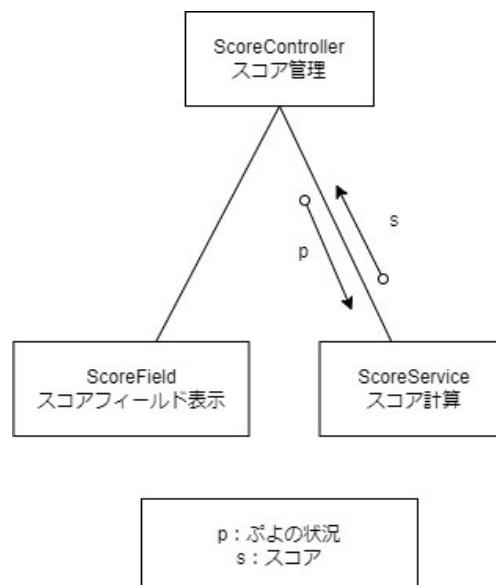 ScoreController
スコア管理
s
p
ScoreField
スコアフィールド表示
ScoreService
スコア計算
p：ぷよの状況
s：スコア